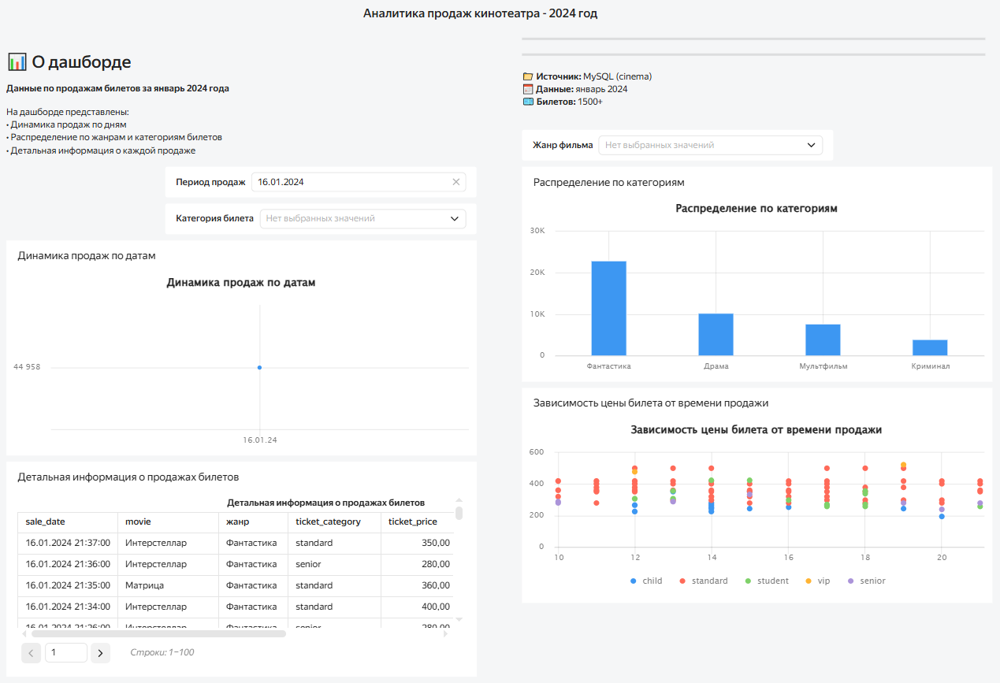 Аналитика продаж кинотеатра - 2024 год
О дашборде
Данные по продажам билетов за январь 2024 года
На дашборде представлены:
• Динамика продаж по дням
• Распределение по жанрам и категориям билетов
• Детальная информация о каждой продаже
Источник: MySQL (cinema)
Данные: январь 2024
Билетов: 1500+
Период продаж 16.01.2024
Категория билета Нет выбранных значений
Жанр фильма Нет выбранных значений
Динамика продаж по датам
Динамика продаж по датам
44 958
16.01.24
Распределение по категориям
Распределение по категориям
30K
20K
10K
0
Фантастика Драма Мультфильм Криминал
Детальная информация о продажах билетов
Детальная информация о продажах билетов
sale_date movie жанр ticket_category ticket_price
16.01.2024 21:37:00 Интерстеллар Фантастика standard 350,00
16.01.2024 21:36:00 Интерстеллар Фантастика senior 280,00
16.01.2024 21:35:00 Матрица Фантастика standard 360,00
16.01.2024 21:34:00 Интерстеллар Фантастика standard 400,00
16.01.2024 21:26:00 Интерстеллар Фантастика senior 280,00
1 Строки: 1–100
Зависимость цены билета от времени продажи
Зависимость цены билета от времени продажи
600
400
200
0
10 12 14 16 18 20
child standard student vip senior